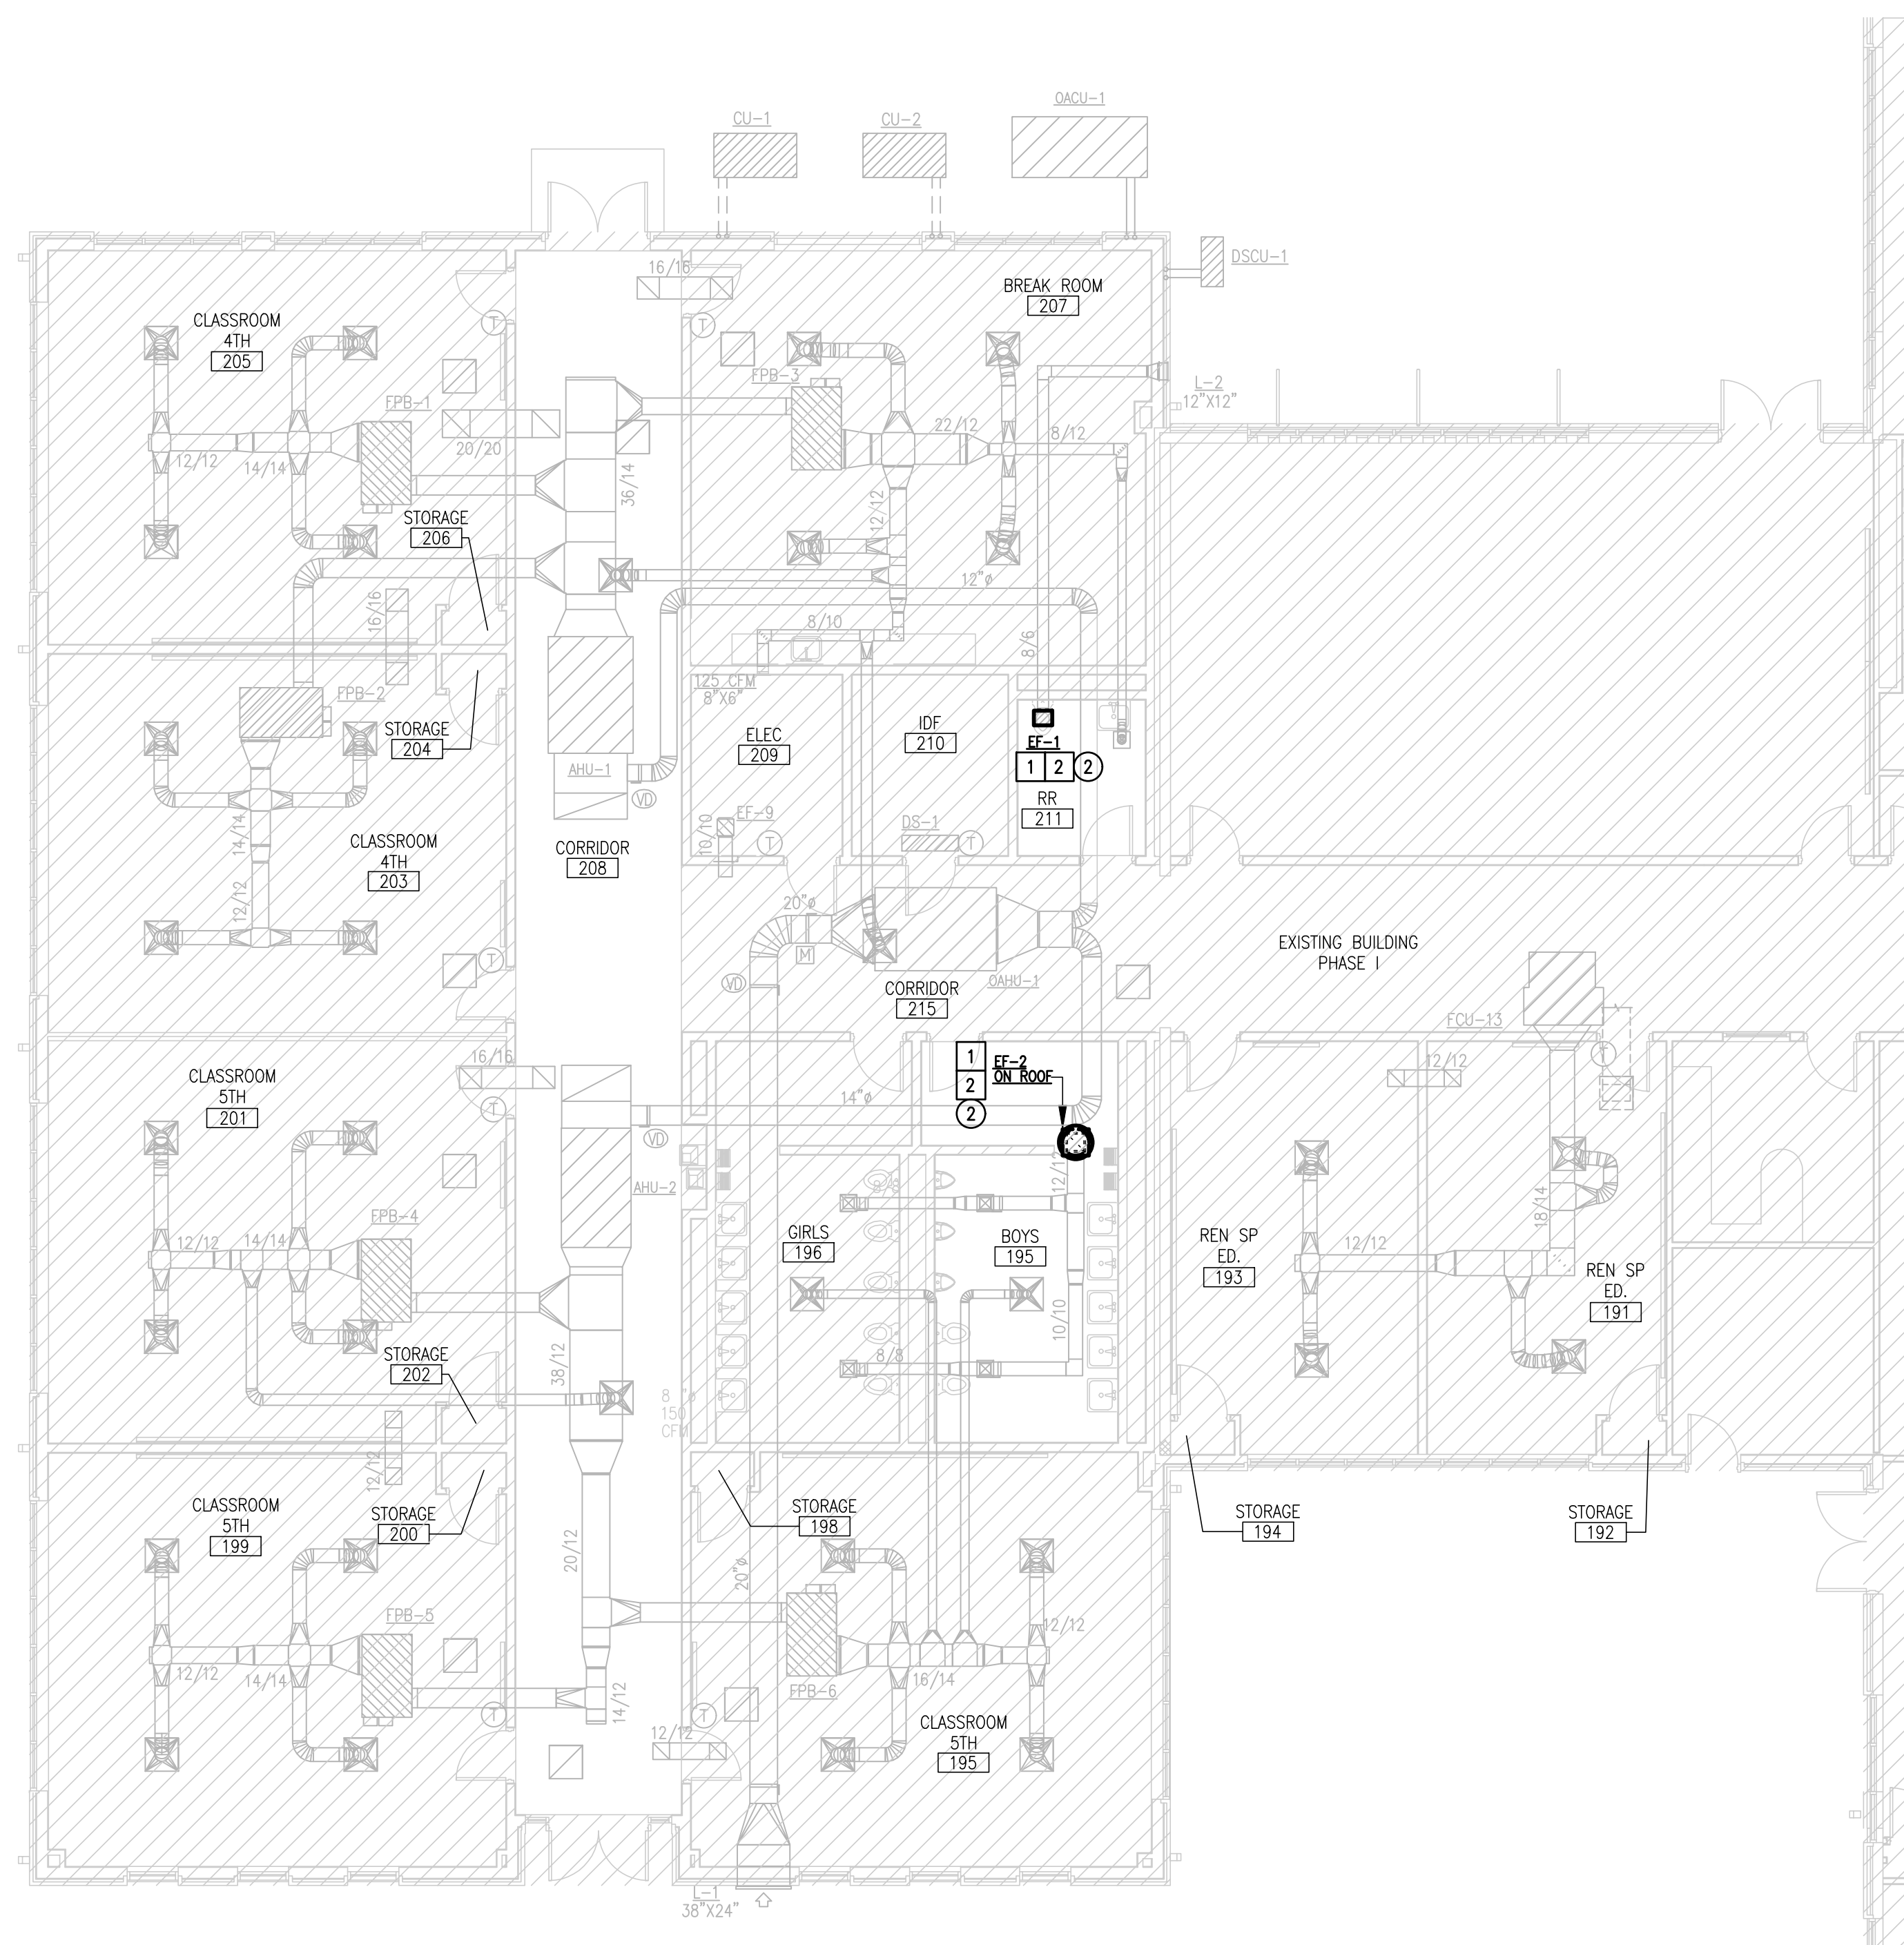 OACU-1
CU-1
CU-2
DSCU-1
16/16
BREAK ROOM
207
CLASSROOM
4TH
205
T
T
FPB-3
L-2
12"X12"
FPB-1
20/20
22/12
8/12
12/12
14/14
36/14
12/12
STORAGE
206
12"ø
16/16
8/10
8/6
125 CFM
8"X6"
FPB-2
STORAGE
204
ELEC
209
IDF
210
EF-1
1
2
2
AHU-1
VD
RR
211
EF-9
10/10
T
DS-1
T
14/14
CLASSROOM
4TH
203
CORRIDOR
208
12/12
20"ø
M
T
VD
OAHU-1
CORRIDOR
215
EXISTING BUILDING
PHASE I
FCU-13
T
16/16
12/12
1
2
2
EF-2
ON ROOF
CLASSROOM
5TH
201
T
14"ø
VD
AHU-2
12/12
8/8
FPB-4
12/12
14/14
GIRLS
196
BOYS
195
18/14
REN SP
ED.
193
12/12
REN SP
ED.
191
10/10
38/12
8/8
STORAGE
202
8"ø
150
CFM
12/12
CLASSROOM
5TH
199
STORAGE
200
STORAGE
198
STORAGE
194
STORAGE
192
20/12
20"ø
FPB-5
12/12
12/12
14/14
16/14
FPB-6
14/12
T
T
12/12
CLASSROOM
5TH
195
L-1
38"X24"